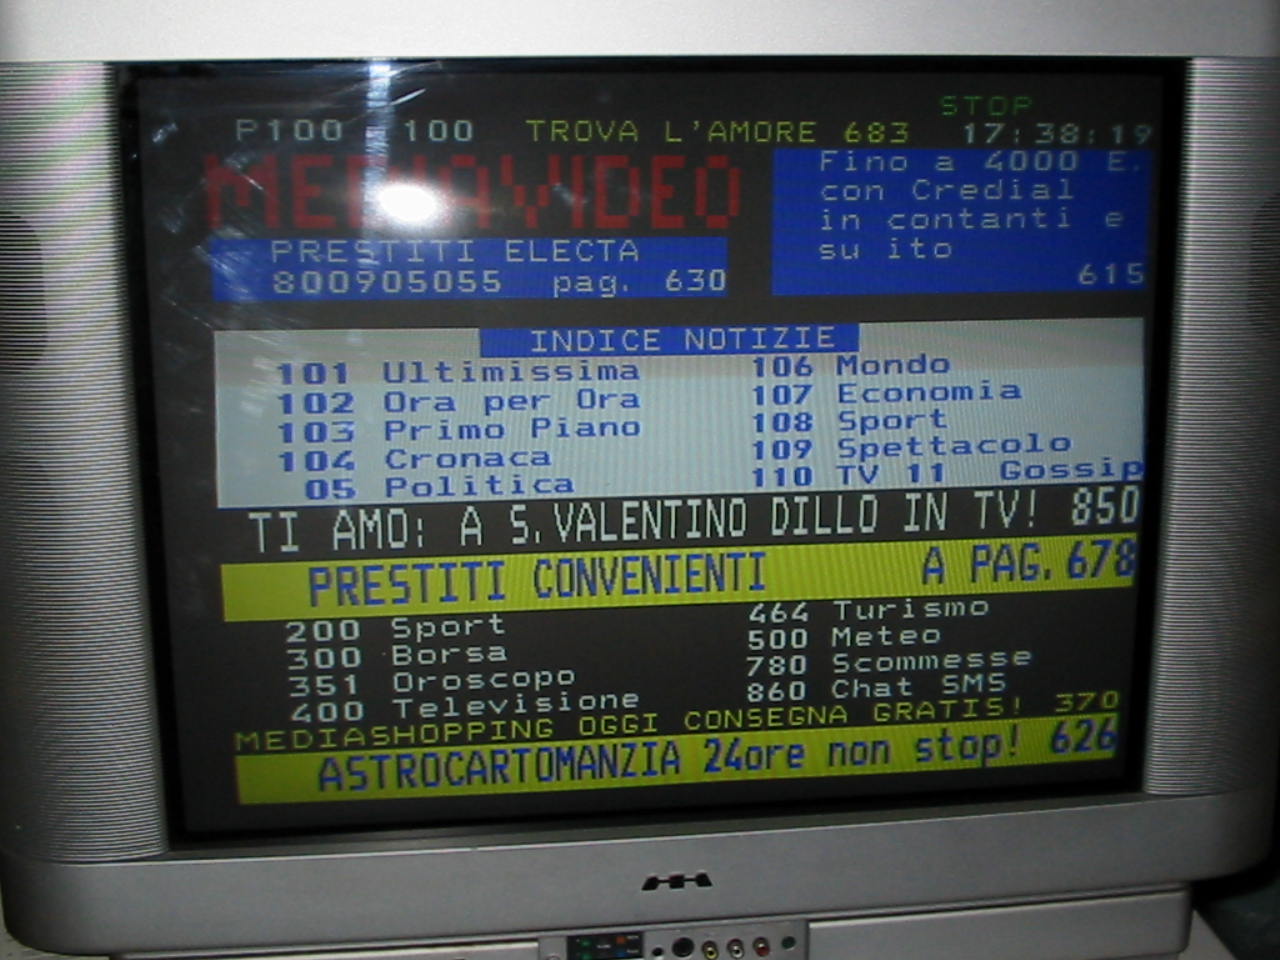 STOP
P100 100 TROVA L'AMORE 683 17:38:19
MEDIAVIDEO
Fino a 4000 E.
con Credial
in contanti e
su ito
615
PRESTITI ELECTA
800905055 pag. 630
INDICE NOTIZIE
101 Ultimissima 106 Mondo
102 Ora per Ora 107 Economia
103 Primo Piano 108 Sport
104 Cronaca 109 Spettacolo
05 Politica 110 TV 11 Gossip
TI AMO: A S.VALENTINO DILLO IN TV! 850
PRESTITI CONVENIENTI A PAG.678
200 Sport 464 Turismo
300 Borsa 500 Meteo
351 Oroscopo 780 Scommesse
400 Televisione 860 Chat SMS
MEDIASHOPPING OGGI CONSEGNA GRATIS! 370
ASTROCARTOMANZIA 24ore non stop! 626